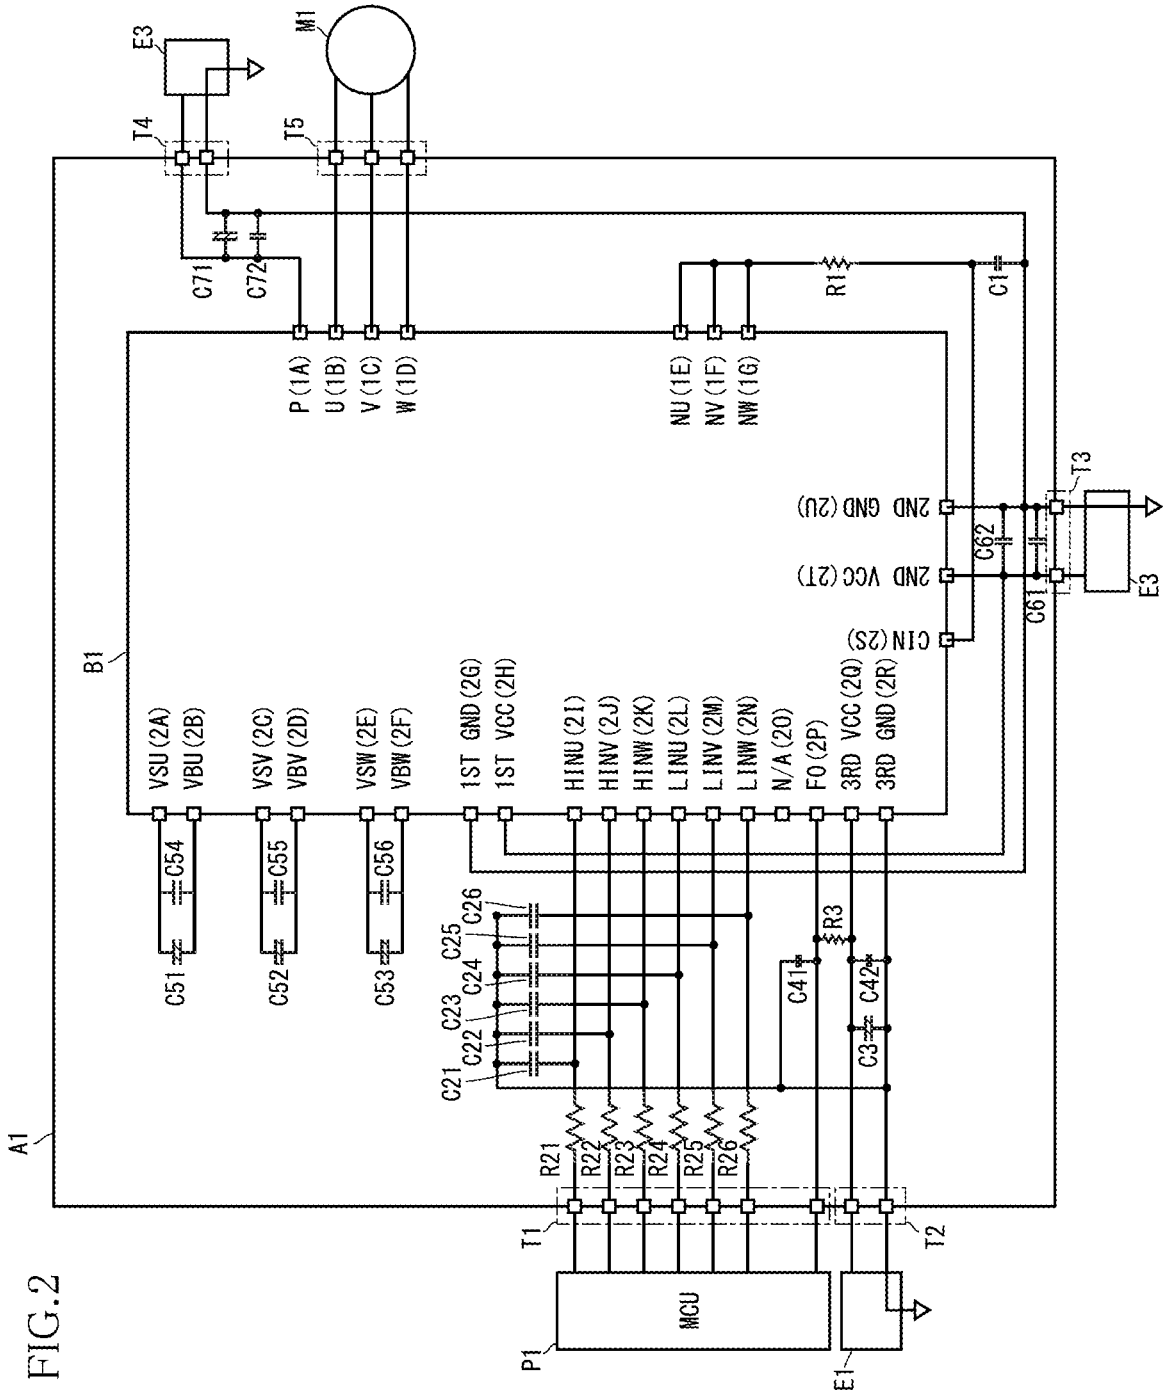 FIG.2
A1
B1
E3
T4
M1
T5
C71
C72
P(1A)
U(1B)
V(1C)
W(1D)
NU(1E)
NV(1F)
NW(1G)
R1
C1
2ND GND(2U)
2ND VCC(2T)
CIN(2S)
C62
C61
T3
E3
VSU(2A)
VBU(2B)
VSV(2C)
VBV(2D)
VSW(2E)
VBW(2F)
1ST GND(2G)
1ST VCC(2H)
HINU(2I)
HINV(2J)
HINW(2K)
LINU(2L)
LINV(2M)
LINW(2N)
N/A(2O)
FO(2P)
3RD VCC(2Q)
3RD GND(2R)
C54
C51
C55
C52
C56
C53
C26
C25
C24
C23
C22
C21
R3
C41
C42
C3
R21
R22
R23
R24
R25
R26
T1
T2
P1
MCU
E1